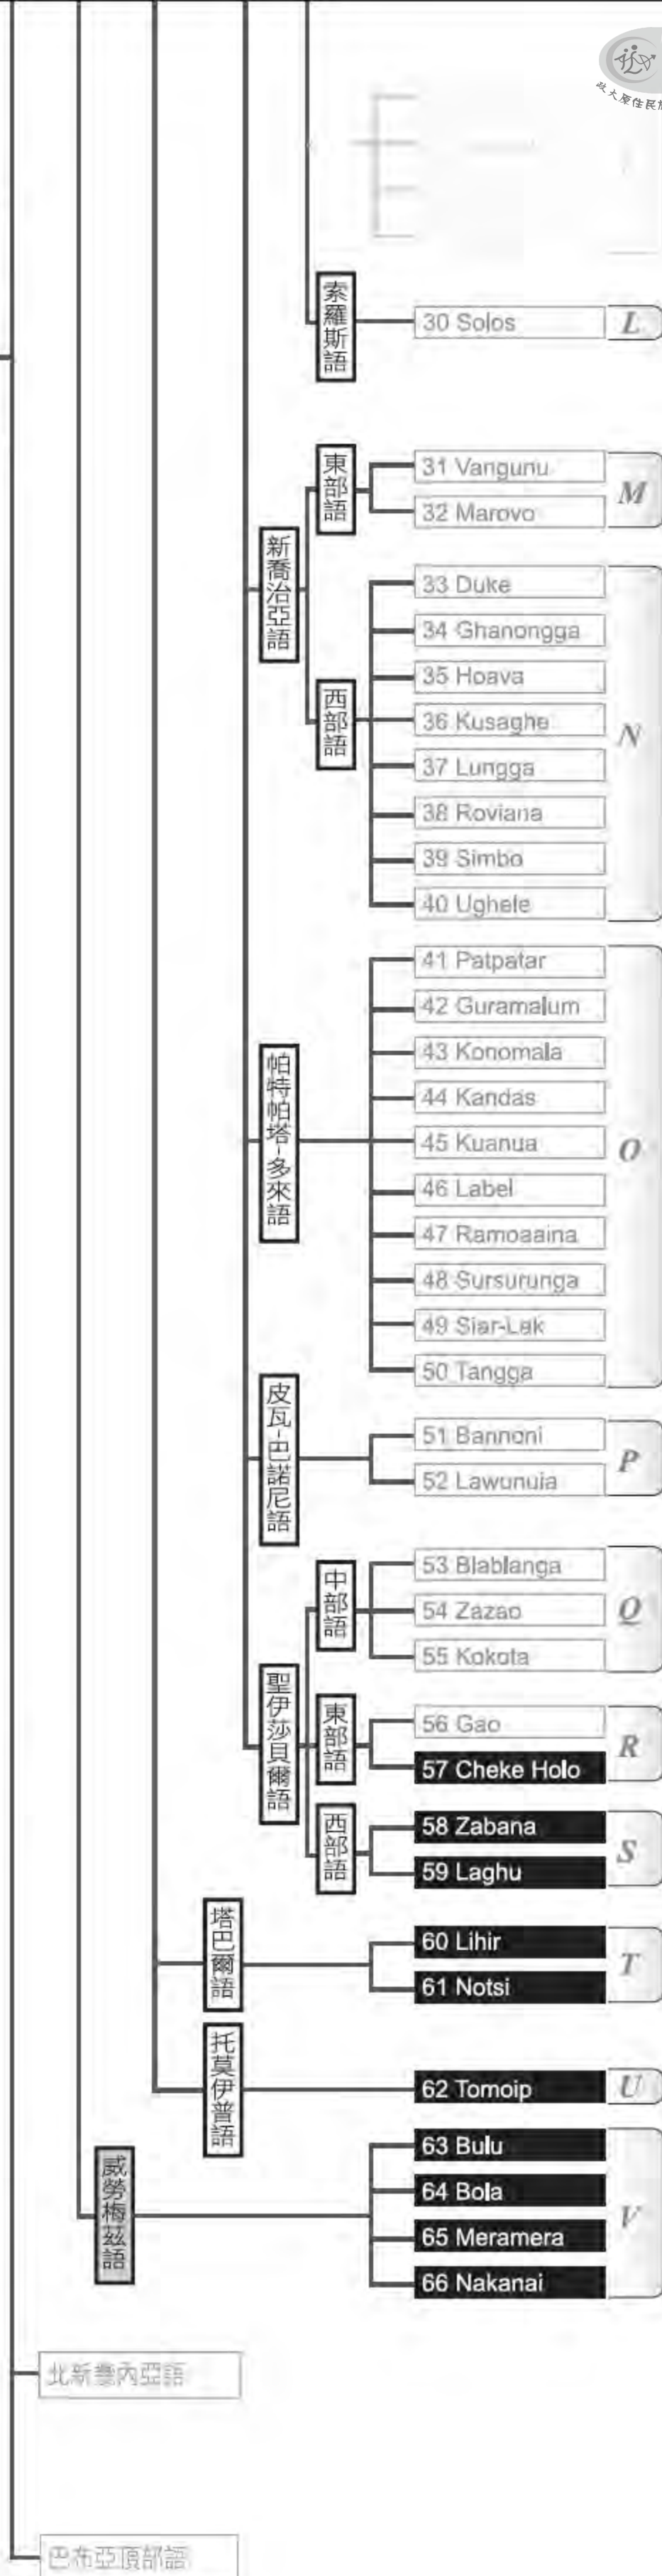 政大原住民族
索羅斯語
30 Solos
L
新喬治亞語
東部語
31 Vangunu
32 Marovo
M
西部語
33 Duke
34 Ghanongga
35 Hoava
36 Kusaghe
37 Lungga
38 Roviana
39 Simbo
40 Ughele
N
帕特帕塔-多來語
41 Patpatar
42 Guramalum
43 Konomala
44 Kandas
45 Kuanua
46 Label
47 Ramoaaina
48 Sursurunga
49 Siar-Lak
50 Tangga
O
皮瓦-巴諾尼語
51 Bannoni
52 Lawunuia
P
聖伊莎貝爾語
中部語
53 Blablanga
54 Zazao
55 Kokota
Q
東部語
56 Gao
57 Cheke Holo
R
西部語
58 Zabana
59 Laghu
S
塔巴爾語
60 Lihir
61 Notsi
T
托莫伊普語
62 Tomoip
U
威勞梅茲語
63 Bulu
64 Bola
65 Meramera
66 Nakanai
V
北新幾內亞語
巴布亞頂部語